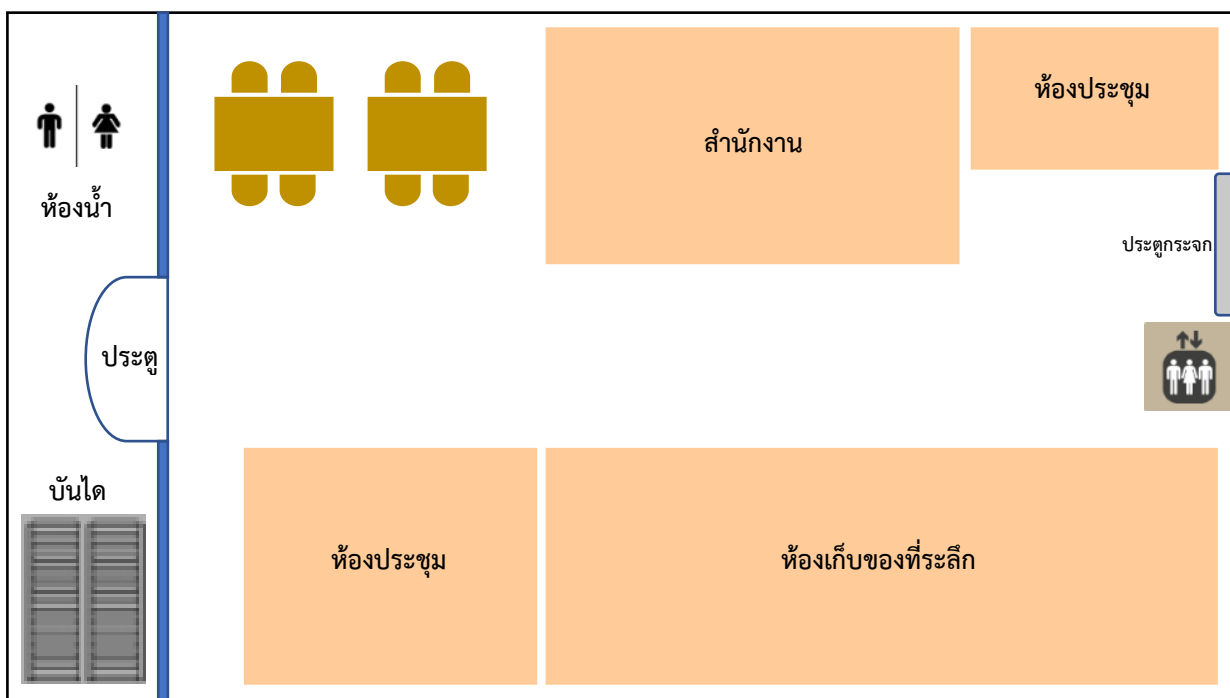 ห้องประชุม
สำนักงาน
ห้องน้ำ
ประตูกระจก
ประตู
บันได
ห้องประชุม
ห้องเก็บของที่ระลึก